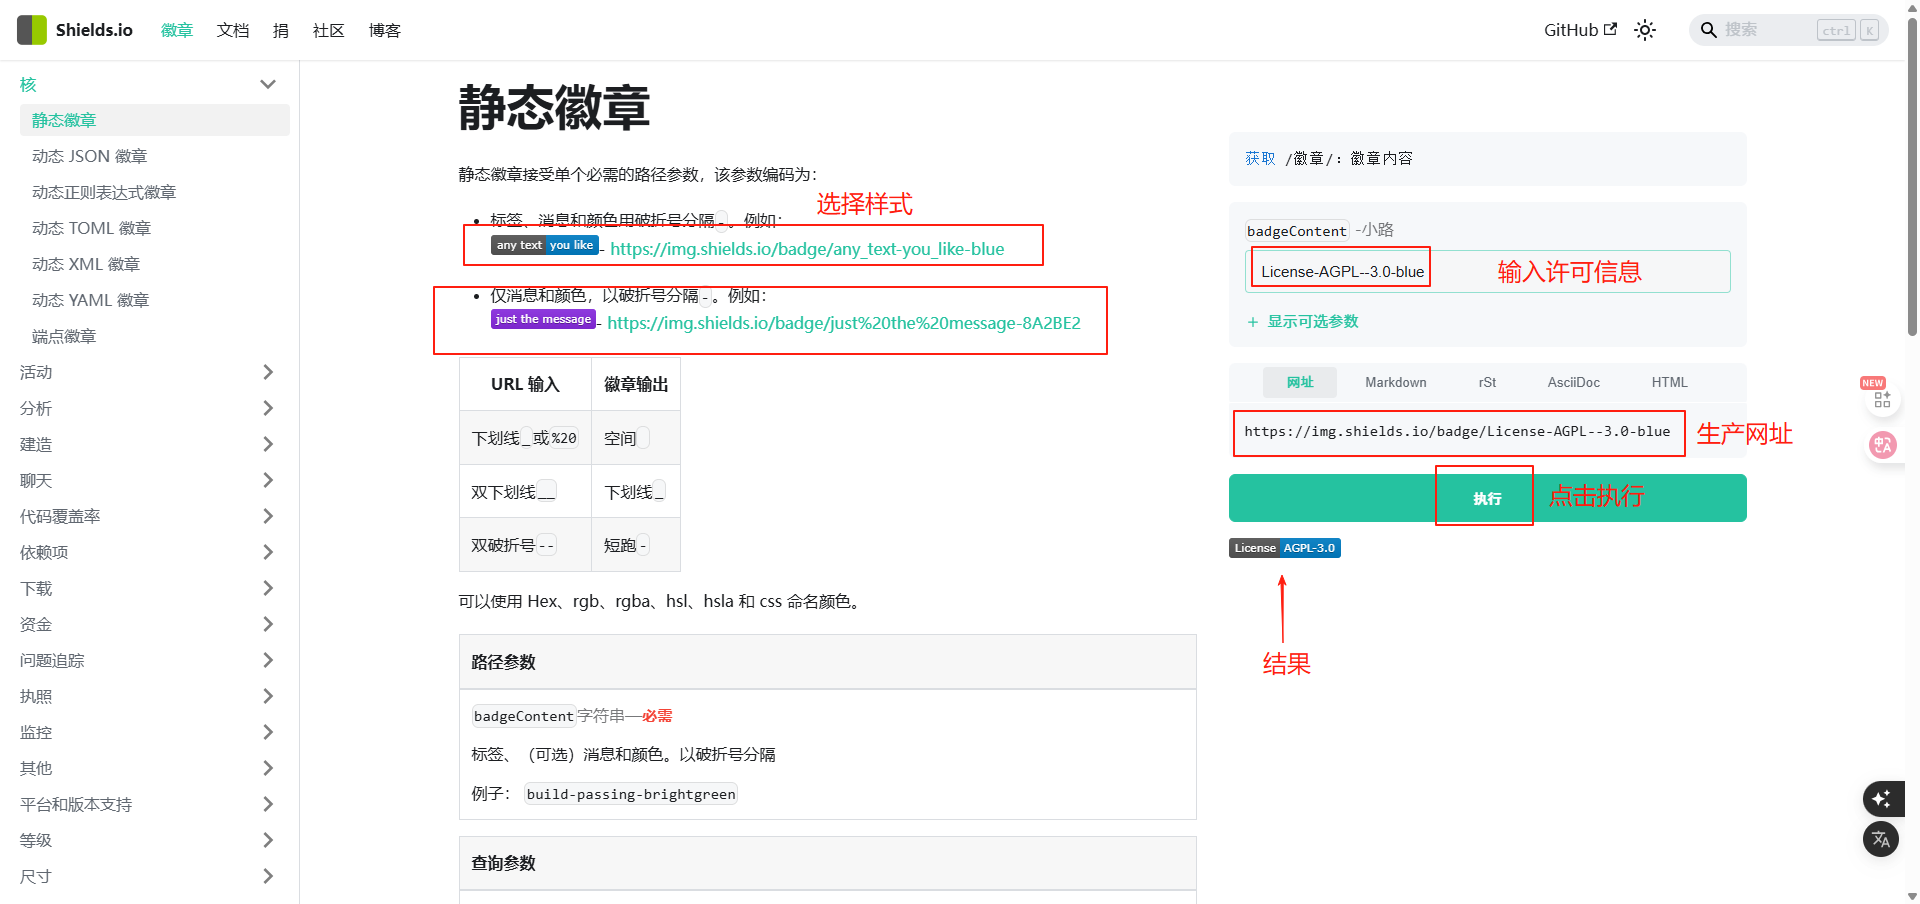 Shields.io 徽章 文档 捐 社区 博客 GitHub 搜索 ctrl K
核
静态徽章
动态 JSON 徽章
动态正则表达式徽章
动态 TOML 徽章
动态 XML 徽章
动态 YAML 徽章
端点徽章
活动
分析
建造
聊天
代码覆盖率
依赖项
下载
资金
问题追踪
执照
监控
其他
平台和版本支持
等级
尺寸
静态徽章
静态徽章接受单个必需的路径参数，该参数编码为：
选择样式
标签、消息和颜色用破折号分隔-。例如：
any text you like - https://img.shields.io/badge/any_text-you_like-blue
仅消息和颜色，以破折号分隔-。例如：
just the message - https://img.shields.io/badge/just%20the%20message-8A2BE2
URL 输入 徽章输出
下划线_或%20 空间
双下划线__ 下划线_
双破折号-- 短跑-
可以使用 Hex、rgb、rgba、hsl、hsla 和 css 命名颜色。
路径参数
badgeContent字符串—必需
标签、（可选）消息和颜色。以破折号分隔
例子： build-passing-brightgreen
查询参数
获取 /徽章/：徽章内容
badgeContent -小路
License-AGPL--3.0-blue 输入许可信息
+ 显示可选参数
网址 Markdown rSt AsciiDoc HTML
https://img.shields.io/badge/License-AGPL--3.0-blue 生产网址
执行 点击执行
License AGPL-3.0
结果
NEW